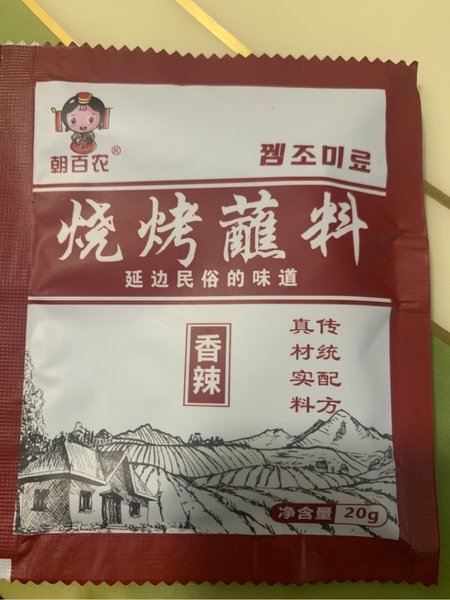 朝百农®
쩸조미료
烧烤蘸料
延边民俗的味道
香辣
传统配方
真材实料
净含量 20g